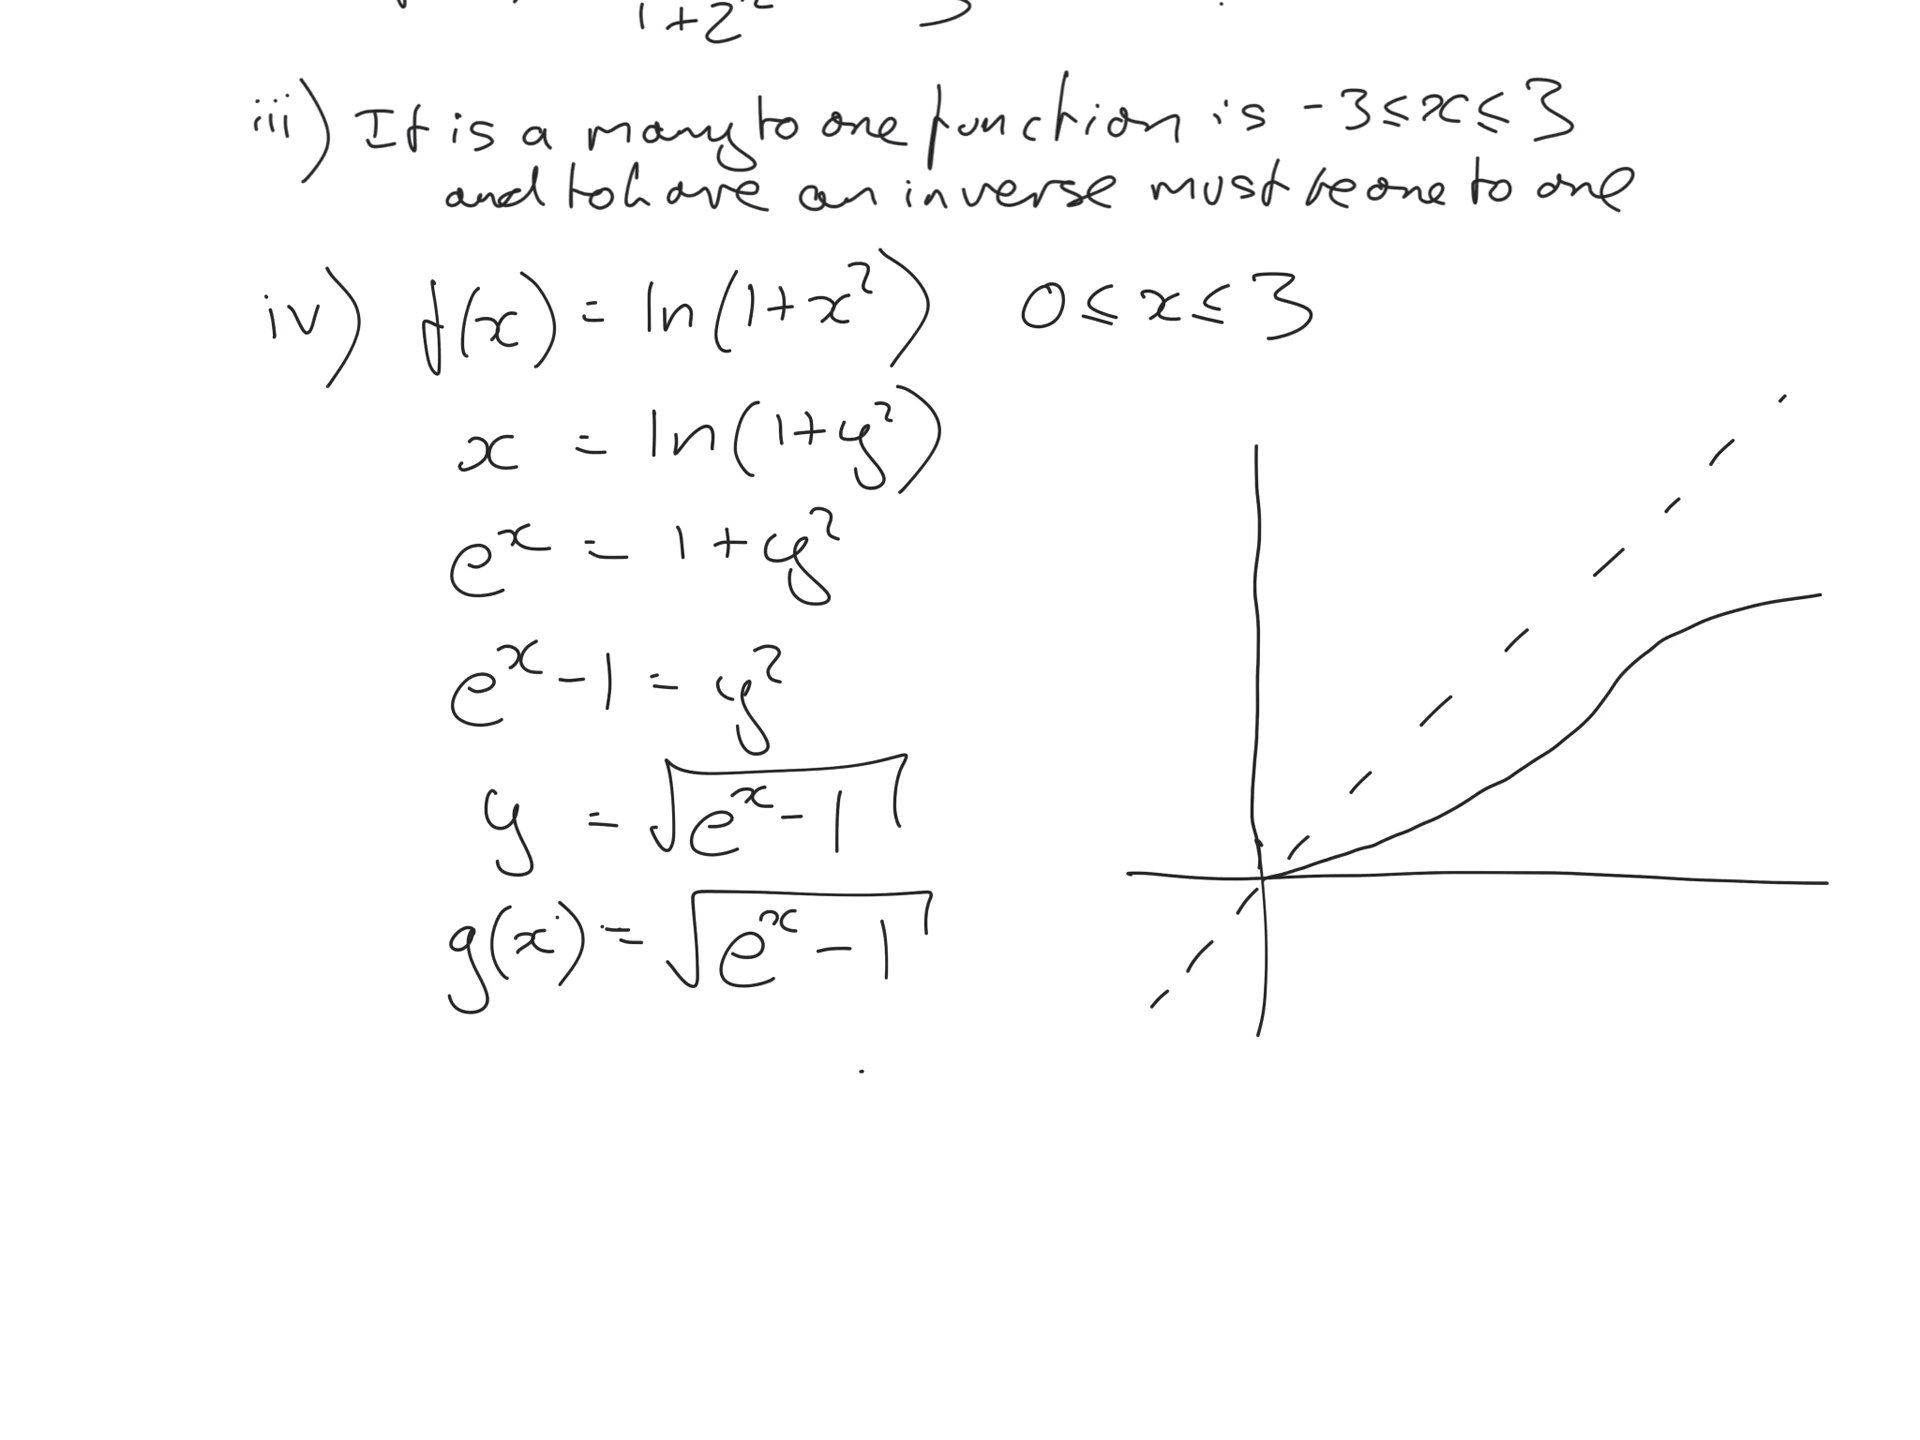 1+2²
iii) It is a many to one function is -3≤x≤3
and to have an inverse must be one to one
iv) f(x) = ln(1+x²) 0≤x≤3
x = ln(1+y²)
eˣ = 1+y²
eˣ-1 = y²
y = √(eˣ-1)
g(x) = √(eˣ-1)